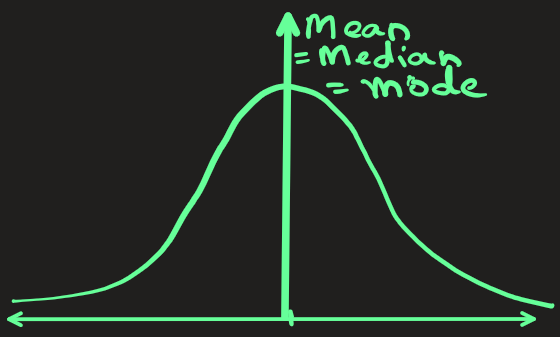 Mean
= Median
= mode